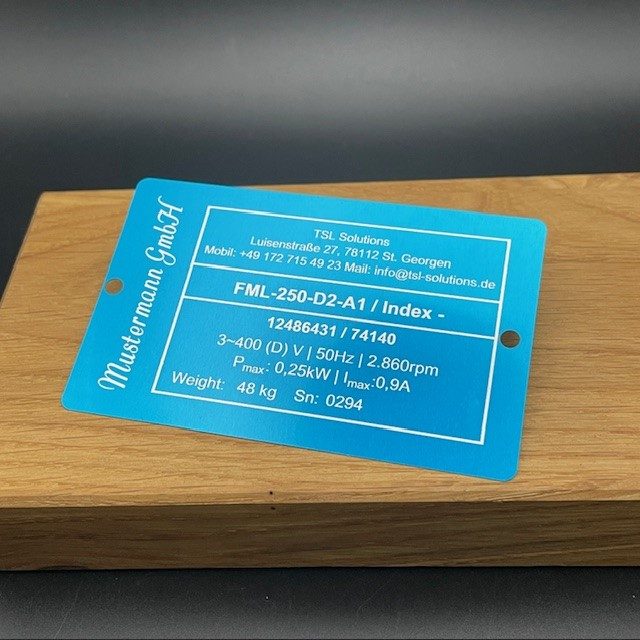 Mustermann GmbH
TSL Solutions
Luisenstraße 27, 78112 St. Georgen
Mobil: +49 172 715 49 23 Mail: info@tsl-solutions.de
FML-250-D2-A1 / Index -
12486431 / 74140
3~400 (D) V | 50Hz | 2.860rpm
Pmax: 0,25kW | Imax:0,9A
Weight: 48 kg Sn: 0294